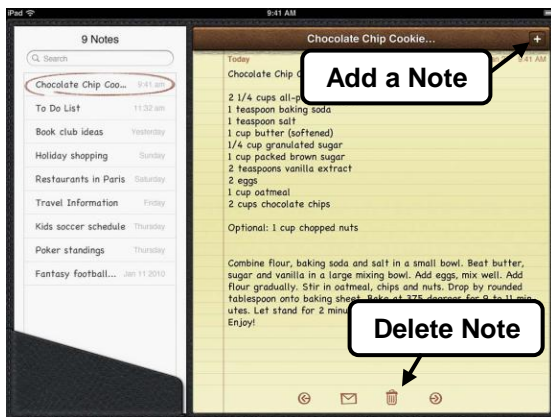 iPad 9:41 AM
9 Notes
Search
Chocolate Chip Coo... 9:41 am
To Do List 11:32 am
Book club ideas Yesterday
Holiday shopping Sunday
Restaurants in Paris Saturday
Travel Information Friday
Kids soccer schedule Thursday
Poker standings Thursday
Fantasy football... Jan 11 2010
Chocolate Chip Cookie...
+
Add a Note
Today 9:41 AM
Chocolate Chip
2 1/4 cups
1 teaspoon baking soda
1 teaspoon salt
1 cup butter (softened)
1/4 cup granulated sugar
1 cup packed brown sugar
2 teaspoons vanilla extract
2 eggs
1 cup oatmeal
2 cups chocolate chips
Optional: 1 cup chopped nuts
Combine flour, baking soda and salt in a small bowl. Beat butter,
sugar and vanilla in a large mixing bowl. Add eggs, mix well. Add
flour gradually. Stir in oatmeal, chips and nuts. Drop by rounded
tablespoon onto baking sheet. Bake at 375 degrees for 9 to 11 min
utes. Let stand for 2
Enjoy!
Delete Note